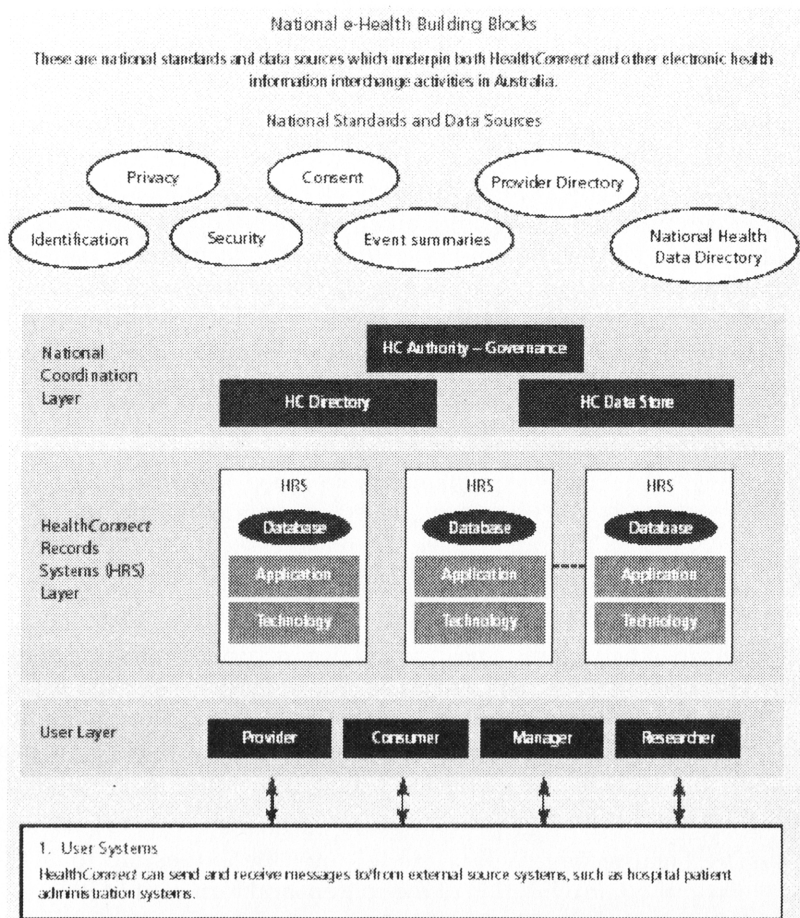 National e-Health Building Blocks
These are national standards and data sources which underpin both HealthConnect and other electronic health
information interchange activities in Australia.
National Standards and Data Sources
Privacy
Consent
Provider Directory
Identification
Security
Event summaries
National Health
Data Directory
National
Coordination
Layer
HC Authority – Governance
HC Directory
HC Data Store
HealthConnect
Records
Systems (HRS)
Layer
HRS
Database
Application
Technology
HRS
Database
Application
Technology
HRS
Database
Application
Technology
User Layer
Provider
Consumer
Manager
Researcher
1. User Systems
HealthConnect can send and receive messages to/from external source systems, such as hospital patient
administration systems.